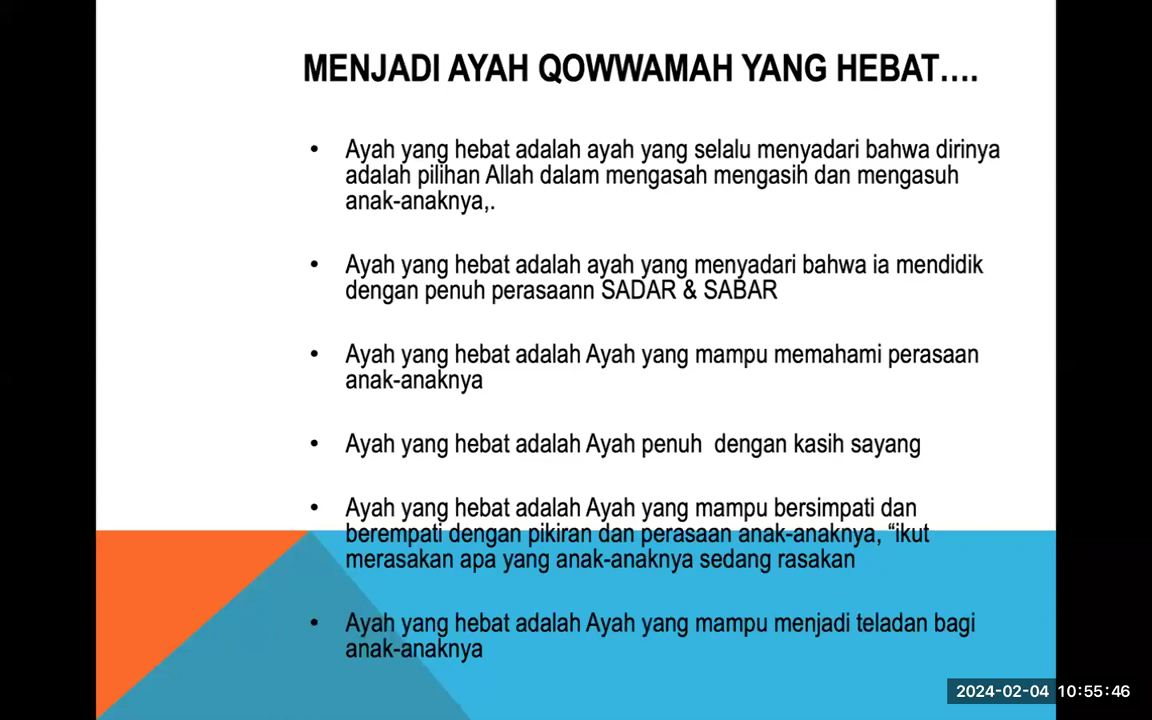 MENJADI AYAH QOWWAMAH YANG HEBAT....
• Ayah yang hebat adalah ayah yang selalu menyadari bahwa dirinya
adalah pilihan Allah dalam mengasah mengasih dan mengasuh
anak-anaknya,.
• Ayah yang hebat adalah ayah yang menyadari bahwa ia mendidik
dengan penuh perasaann SADAR & SABAR
• Ayah yang hebat adalah Ayah yang mampu memahami perasaan
anak-anaknya
• Ayah yang hebat adalah Ayah penuh  dengan kasih sayang
• Ayah yang hebat adalah Ayah yang mampu bersimpati dan
berempati dengan pikiran dan perasaan anak-anaknya, “ikut
merasakan apa yang anak-anaknya sedang rasakan
• Ayah yang hebat adalah Ayah yang mampu menjadi teladan bagi
anak-anaknya
2024-02-04 10:55:46